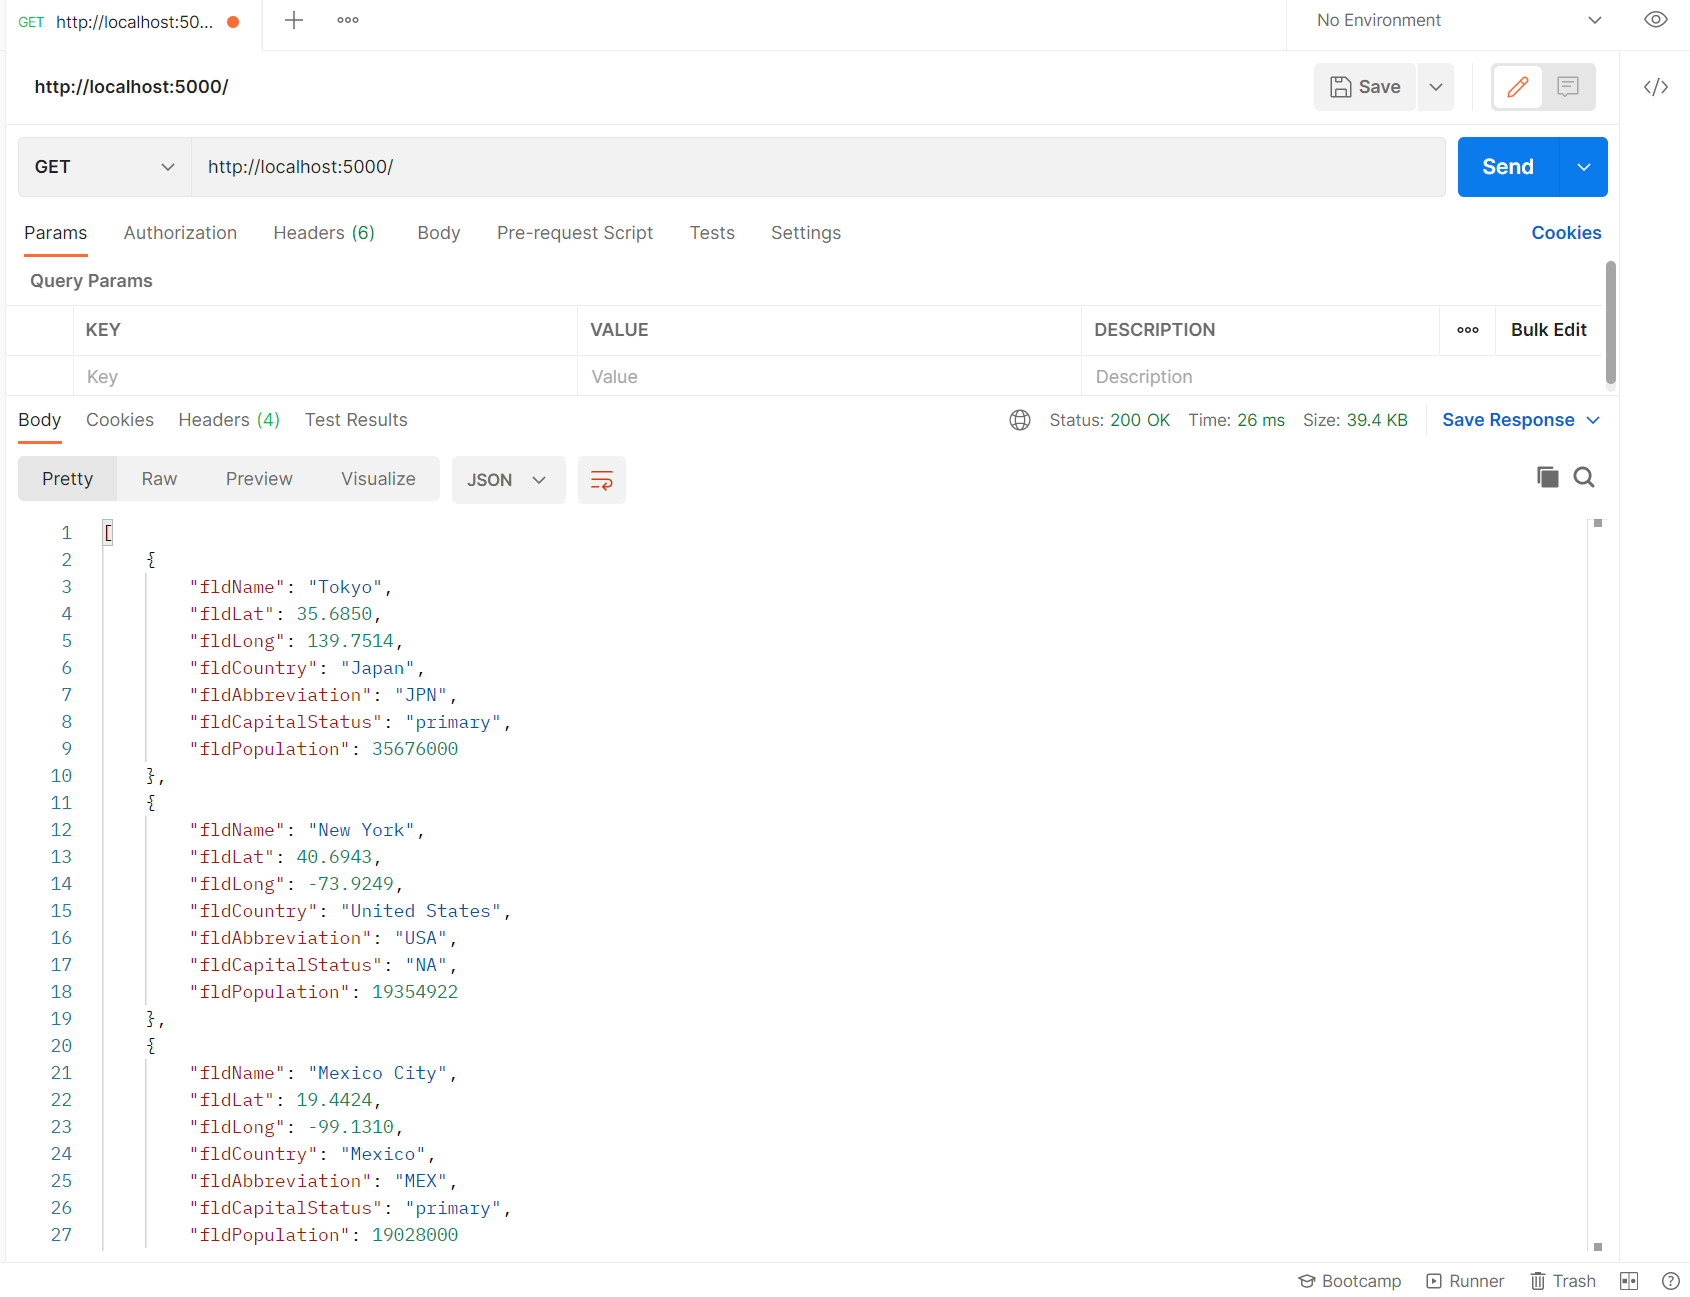 GET http://localhost:50...
No Environment
http://localhost:5000/
Save
GET http://localhost:5000/ Send
Params Authorization Headers (6) Body Pre-request Script Tests Settings Cookies
Query Params
KEY VALUE DESCRIPTION Bulk Edit
Key Value Description
Body Cookies Headers (4) Test Results Status: 200 OK Time: 26 ms Size: 39.4 KB Save Response
Pretty Raw Preview Visualize JSON
1 [
2 {
3 "fldName": "Tokyo",
4 "fldLat": 35.6850,
5 "fldLong": 139.7514,
6 "fldCountry": "Japan",
7 "fldAbbreviation": "JPN",
8 "fldCapitalStatus": "primary",
9 "fldPopulation": 35676000
10 },
11 {
12 "fldName": "New York",
13 "fldLat": 40.6943,
14 "fldLong": -73.9249,
15 "fldCountry": "United States",
16 "fldAbbreviation": "USA",
17 "fldCapitalStatus": "NA",
18 "fldPopulation": 19354922
19 },
20 {
21 "fldName": "Mexico City",
22 "fldLat": 19.4424,
23 "fldLong": -99.1310,
24 "fldCountry": "Mexico",
25 "fldAbbreviation": "MEX",
26 "fldCapitalStatus": "primary",
27 "fldPopulation": 19028000
Bootcamp Runner Trash